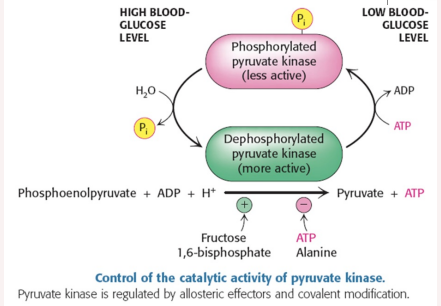 HIGH BLOOD-
GLUCOSE
LEVEL
Pi
LOW BLOOD-
GLUCOSE
LEVEL
Phosphorylated
pyruvate kinase
(less active)
H₂O
ADP
Pi
ATP
Dephosphorylated
pyruvate kinase
(more active)
Phosphoenolpyruvate + ADP + H⁺ Pyruvate + ATP
+ −
Fructose
1,6-bisphosphate
ATP
Alanine
Control of the catalytic activity of pyruvate kinase.
Pyruvate kinase is regulated by allosteric effectors and covalent modification.